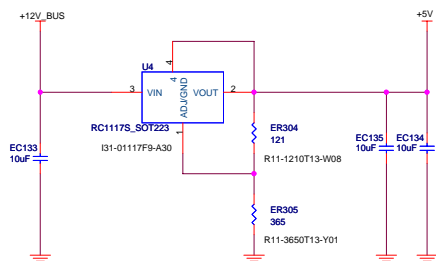 +12V_BUS
+5V
U4
4
4
3
VIN
VOUT
2
ADJ/GND
RC1117S_SOT223
1
I31-01117F9-A30
EC133
10uF
ER304
121
R11-1210T13-W08
EC135
10uF
EC134
10uF
ER305
365
R11-3650T13-Y01